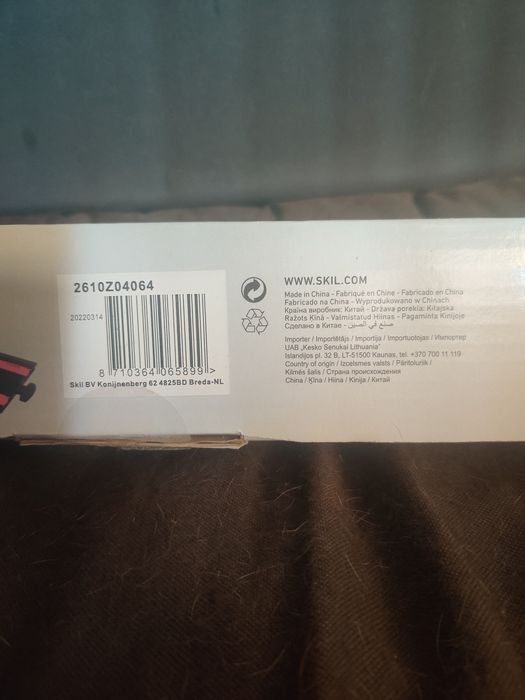 2610Z04064
20220314
8 710364 065899 >
Skil BV Konijnenberg 62 4825BD Breda-NL
WWW.SKIL.COM
Made in China - Fabriqué en Chine - Fabricado en China
Fabricado na China - Wyprodukowano w Chinach
Країна виробник: Китай - Država porekla: Kitajska
Ražots Ķīnā - Valmistatud Hiinas - Pagaminta Kinijoje
Сделано в Китае - صنع في الصين
Importer / Importētājs / Importija / Importuotojas / Импортер
UAB „Kesko Senukai Lithuania"
Islandijos pl. 32 B, LT-51500 Kaunas, tel. +370 700 11 119
Country of origin / Izcelsmes valsts / Päritoluriik /
Kilmės šalis / Страна происхождения
China / Ķīna / Hiina / Kinija / Китай